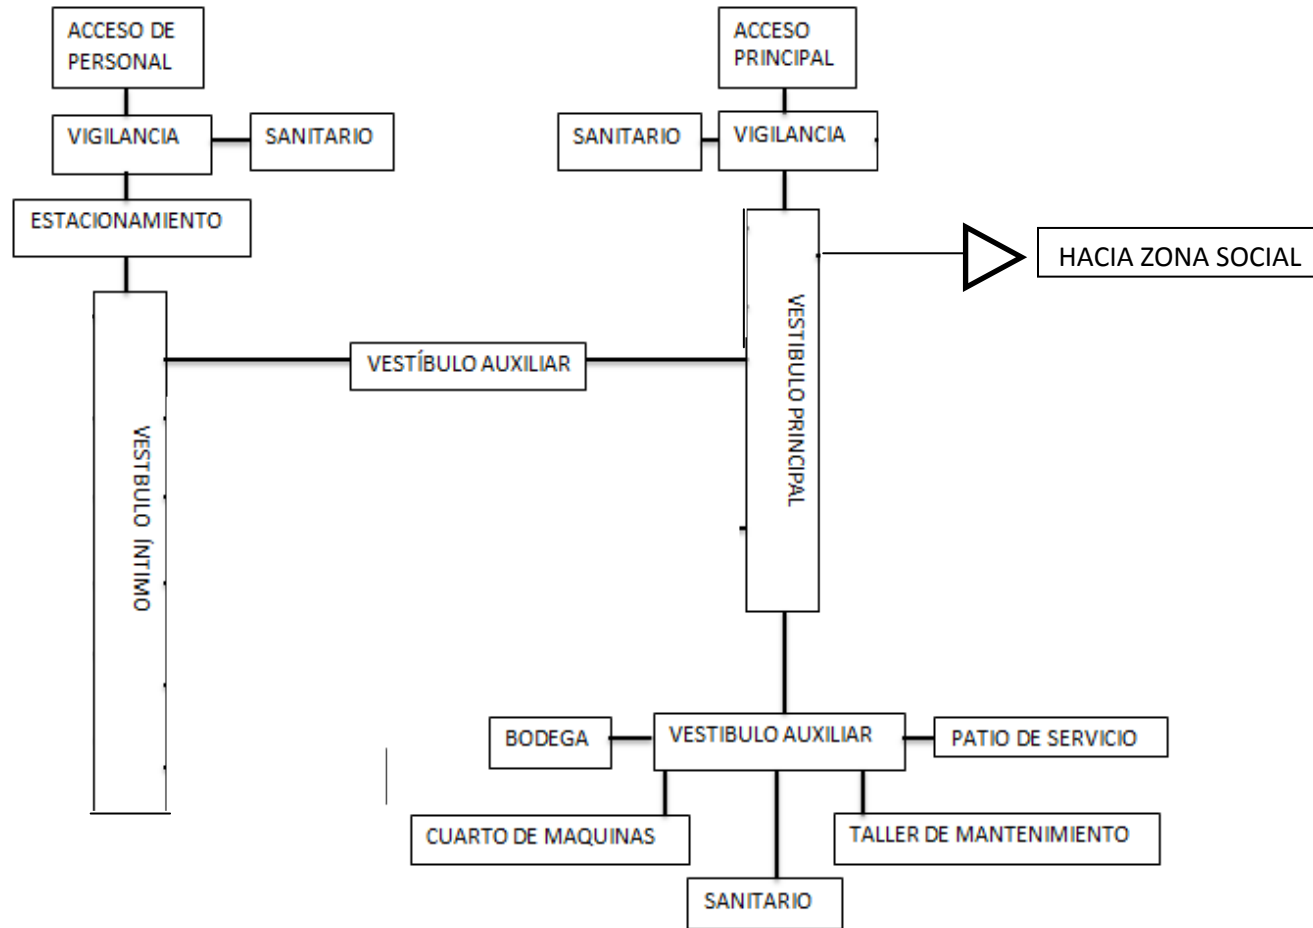 ACCESO DE
PERSONAL
ACCESO
PRINCIPAL
VIGILANCIA
SANITARIO
SANITARIO
VIGILANCIA
ESTACIONAMIENTO
HACIA ZONA SOCIAL
VESTÍBULO AUXILIAR
VESTIBULO PRINCIPAL
VESTBULO ÍNTIMO
BODEGA
VESTIBULO AUXILIAR
PATIO DE SERVICIO
CUARTO DE MAQUINAS
TALLER DE MANTENIMIENTO
SANITARIO